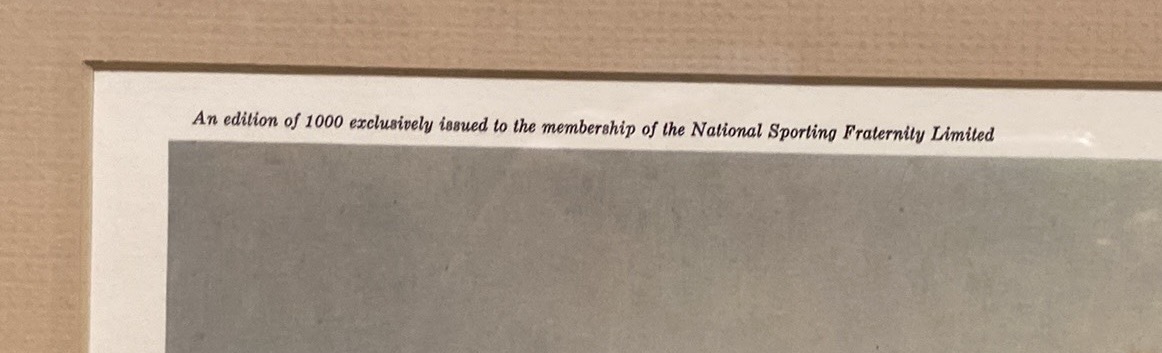 An edition of 1000 exclusively issued to the membership of the National Sporting Fraternity Limited